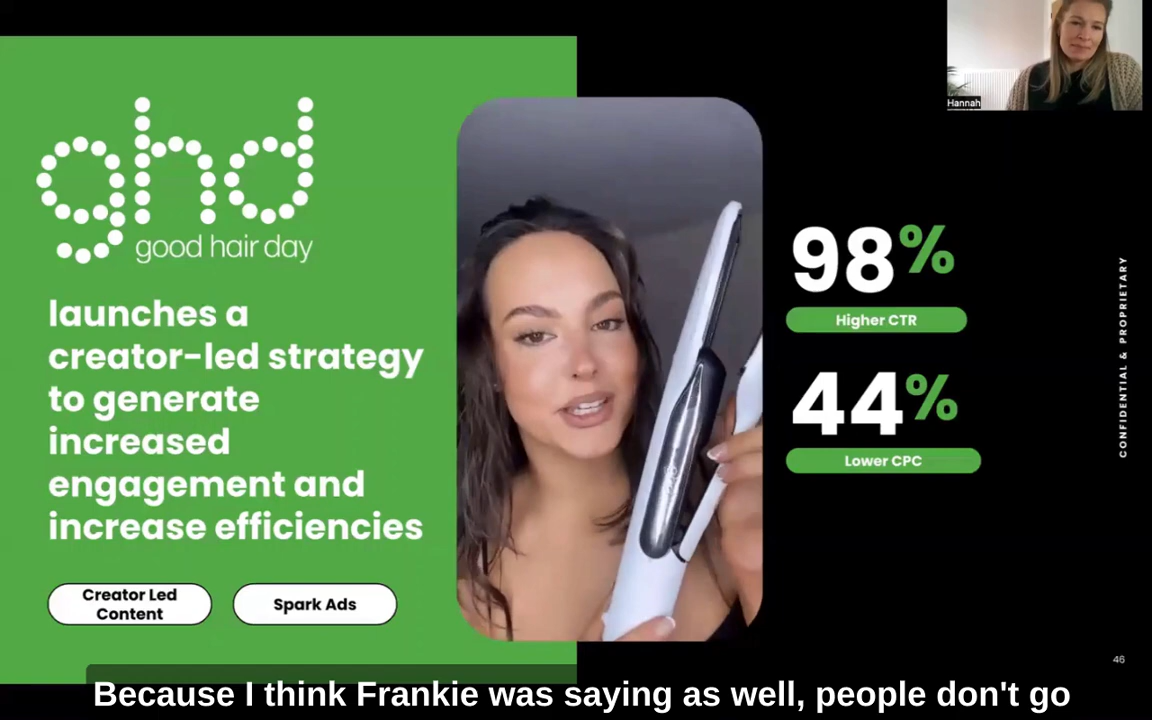 Hannah
ghd
good hair day
launches a
creator-led strategy
to generate
increased
engagement and
increase efficiencies
Creator Led
Content
Spark Ads
98%
Higher CTR
44%
Lower CPC
CONFIDENTIAL & PROPRIETARY
46
Because I think Frankie was saying as well, people don't go